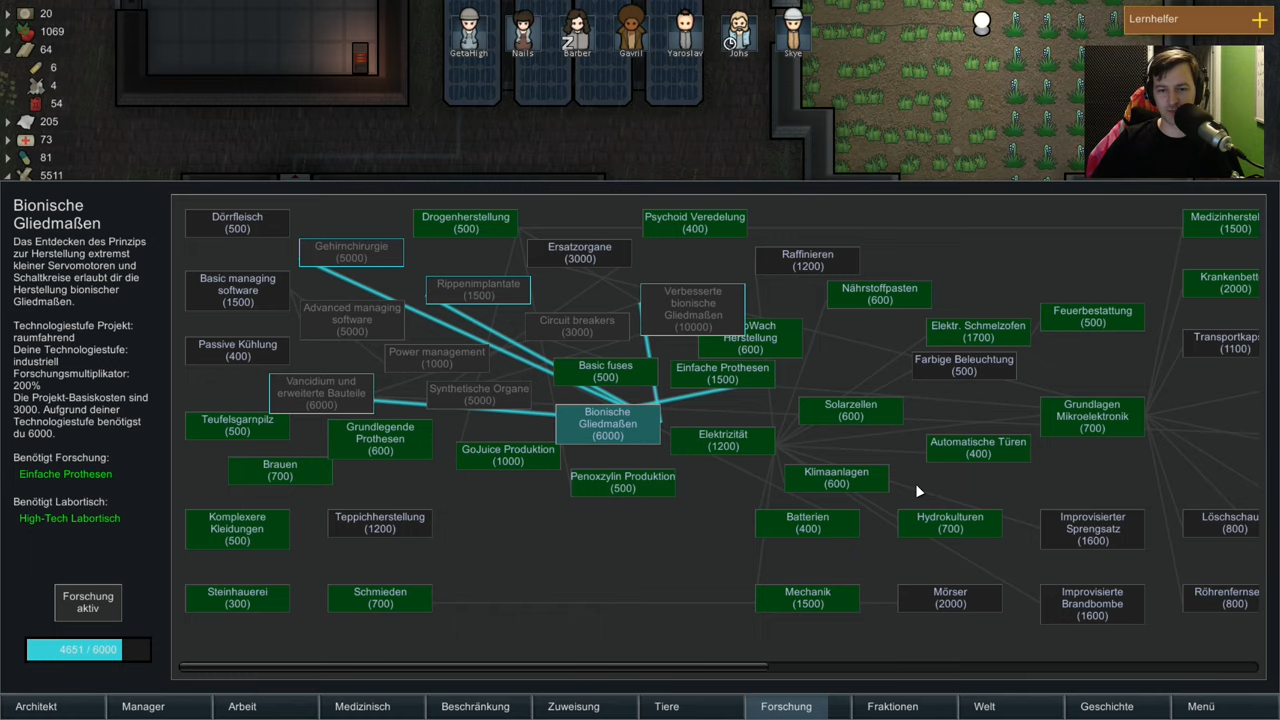 20
1069
64
6
4
54
205
73
81
5511
GetaHigh
Nails
Barber
Gavril
Yaroslav
Johs
Skye
Lernhelfer
Bionische
Gliedmaßen
Das Entdecken des Prinzips
zur Herstellung extremst
kleiner Servomotoren und
Schaltkreise erlaubt dir die
Herstellung bionischer
Gliedmaßen.
Technologiestufe Projekt:
raumfahrend
Deine Technologiestufe:
industriell
Forschungsmultiplikator:
200%
Die Projekt-Basiskosten sind
3000. Aufgrund deiner
Technologiestufe benötigst
du 6000.
Benötigt Forschung:
Einfache Prothesen
Benötigt Labortisch:
High-Tech Labortisch
Forschung
aktiv
4651 / 6000
Dörrfleisch
(500)
Drogenherstellung
(500)
Psychoid Veredelung
(400)
Medizinherstel
(1500)
Gehirnchirurgie
(5000)
Ersatzorgane
(3000)
Raffinieren
(1200)
Basic managing
software
(1500)
Rippenimplantate
(1500)
Verbesserte
bionische
Gliedmaßen
(10000)
Nährstoffpasten
(600)
Krankenbett
(2000)
Advanced managing
software
(5000)
Circuit breakers
(3000)
oWach
Herstellung
(600)
Elektr. Schmelzofen
(1700)
Feuerbestattung
(500)
Passive Kühlung
(400)
Power management
(1000)
Basic fuses
(500)
Einfache Prothesen
(1500)
Farbige Beleuchtung
(500)
Transportkaps
(1100)
Vancidium und
erweiterte Bauteile
(6000)
Synthetische Organe
(5000)
Bionische
Gliedmaßen
(6000)
Solarzellen
(600)
Grundlagen
Mikroelektronik
(700)
Teufelsgarnpilz
(500)
Grundlegende
Prothesen
(600)
GoJuice Produktion
(1000)
Elektrizität
(1200)
Automatische Türen
(400)
Brauen
(700)
Penoxzylin Produktion
(500)
Klimaanlagen
(600)
Komplexere
Kleidungen
(500)
Teppichherstellung
(1200)
Batterien
(400)
Hydrokulturen
(700)
Improvisierter
Sprengsatz
(1600)
Löschschau
(800)
Steinhauerei
(300)
Schmieden
(700)
Mechanik
(1500)
Mörser
(2000)
Improvisierte
Brandbombe
(1600)
Röhrenfernse
(800)
Architekt
Manager
Arbeit
Medizinisch
Beschränkung
Zuweisung
Tiere
Forschung
Fraktionen
Welt
Geschichte
Menü